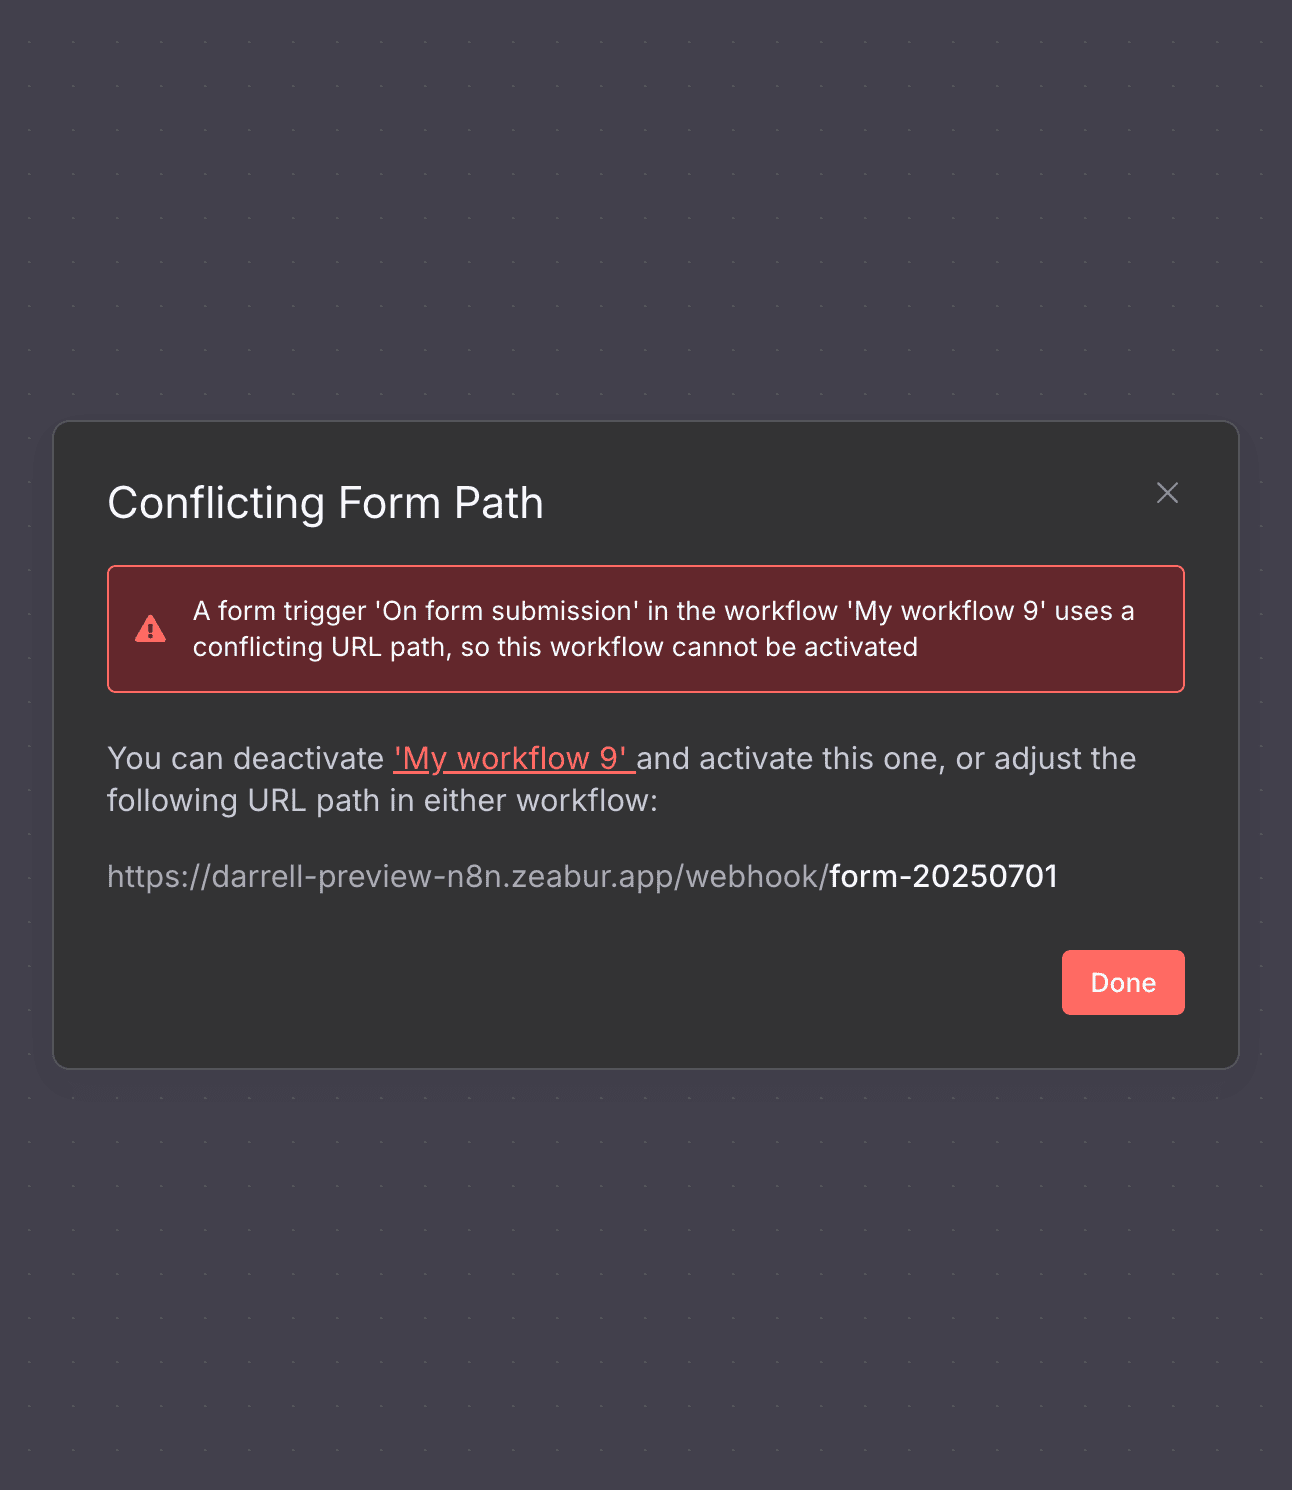 Conflicting Form Path
A form trigger 'On form submission' in the workflow 'My workflow 9' uses a
conflicting URL path, so this workflow cannot be activated
You can deactivate 'My workflow 9' and activate this one, or adjust the
following URL path in either workflow:
https://darrell-preview-n8n.zeabur.app/webhook/form-20250701
Done